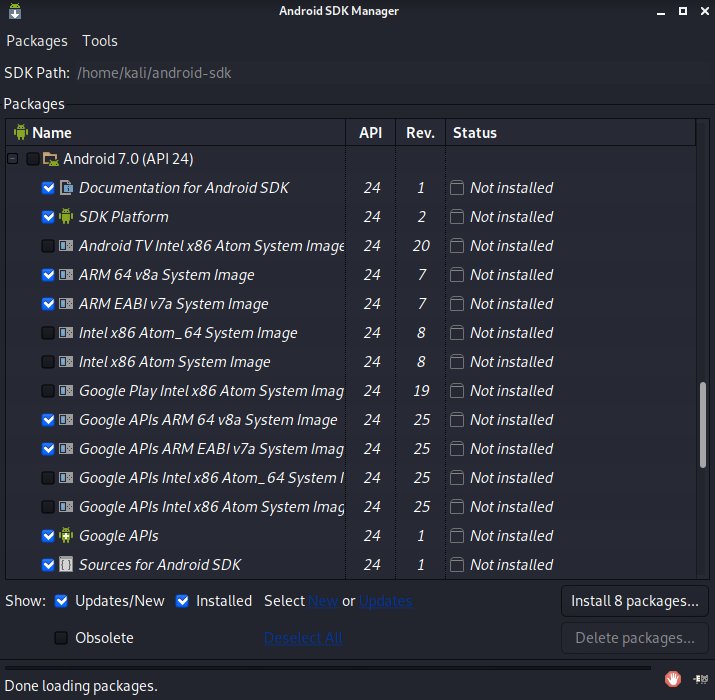 Android SDK Manager
Packages Tools
SDK Path: /home/kali/android-sdk
Packages
Name API Rev. Status
Android 7.0 (API 24)
Documentation for Android SDK 24 1 Not installed
SDK Platform 24 2 Not installed
Android TV Intel x86 Atom System Image 24 20 Not installed
ARM 64 v8a System Image 24 7 Not installed
ARM EABI v7a System Image 24 7 Not installed
Intel x86 Atom_64 System Image 24 8 Not installed
Intel x86 Atom System Image 24 8 Not installed
Google Play Intel x86 Atom System Imag 24 19 Not installed
Google APIs ARM 64 v8a System Image 24 25 Not installed
Google APIs ARM EABI v7a System Imag 24 25 Not installed
Google APIs Intel x86 Atom_64 System I 24 25 Not installed
Google APIs Intel x86 Atom System Imag 24 25 Not installed
Google APIs 24 1 Not installed
Sources for Android SDK 24 1 Not installed
Show: Updates/New Installed Select New or Updates Install 8 packages...
Obsolete Deselect All Delete packages...
Done loading packages.